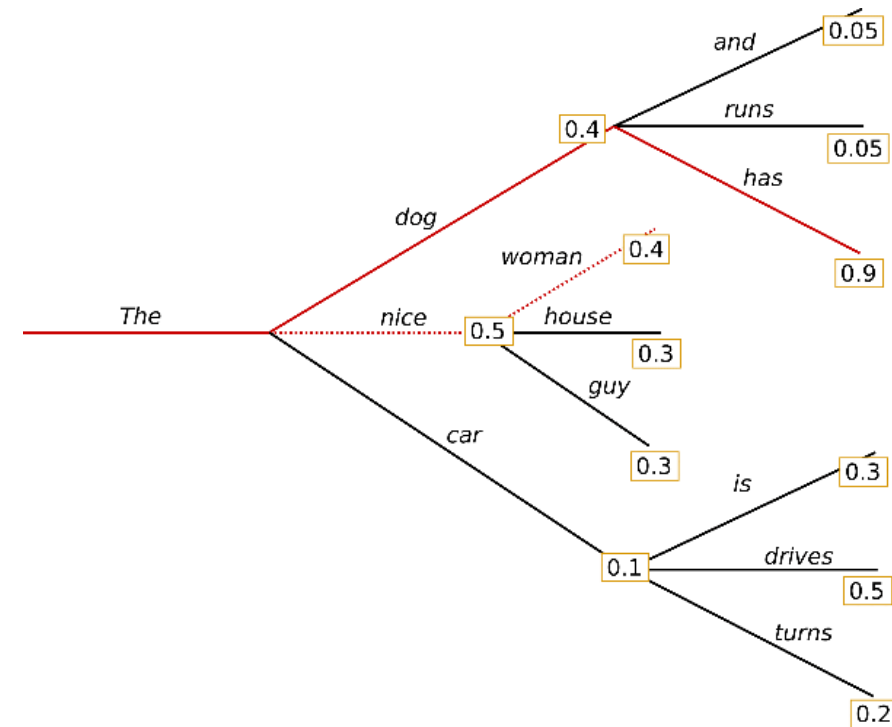 0.05
and
runs
0.4
0.05
has
dog
woman
0.4
0.9
The
nice
0.5
house
0.3
guy
car
0.3
0.3
is
drives
0.1
0.5
turns
0.2